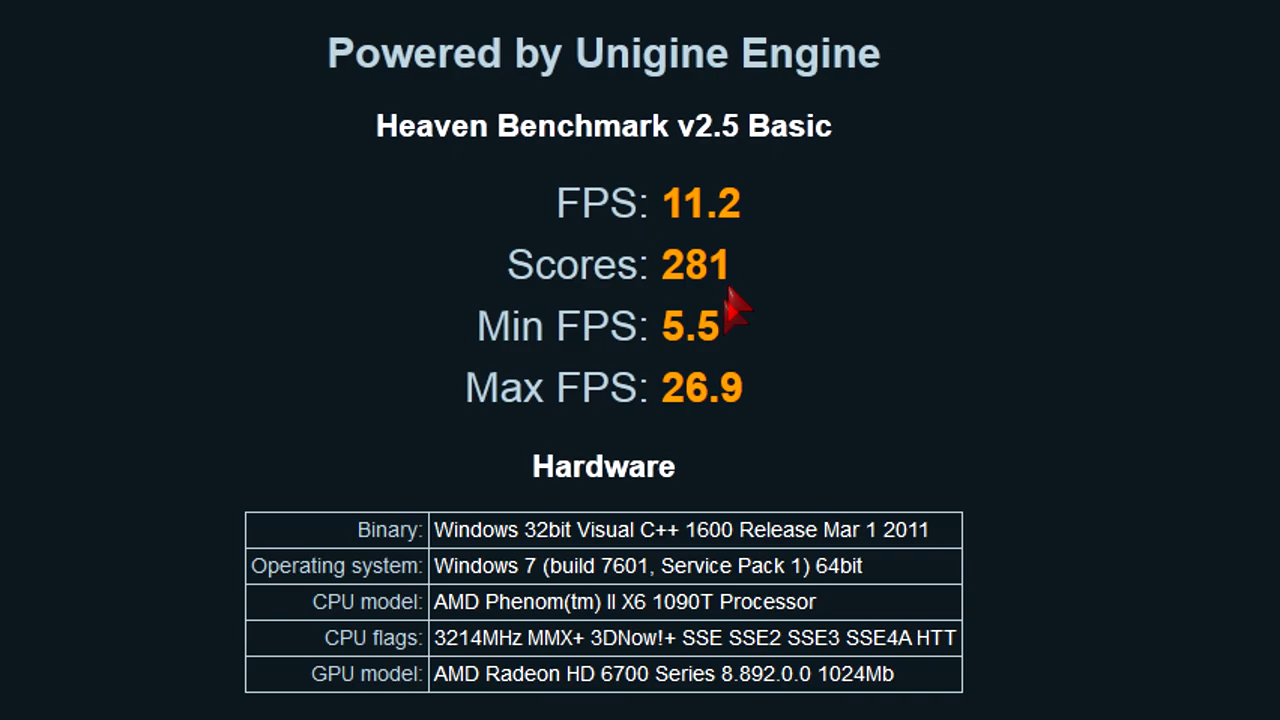 Powered by Unigine Engine
Heaven Benchmark v2.5 Basic
FPS: 11.2
Scores: 281
Min FPS: 5.5
Max FPS: 26.9
Hardware
Binary: Windows 32bit Visual C++ 1600 Release Mar 1 2011
Operating system: Windows 7 (build 7601, Service Pack 1) 64bit
CPU model: AMD Phenom(tm) II X6 1090T Processor
CPU flags: 3214MHz MMX+ 3DNow!+ SSE SSE2 SSE3 SSE4A HTT
GPU model: AMD Radeon HD 6700 Series 8.892.0.0 1024Mb